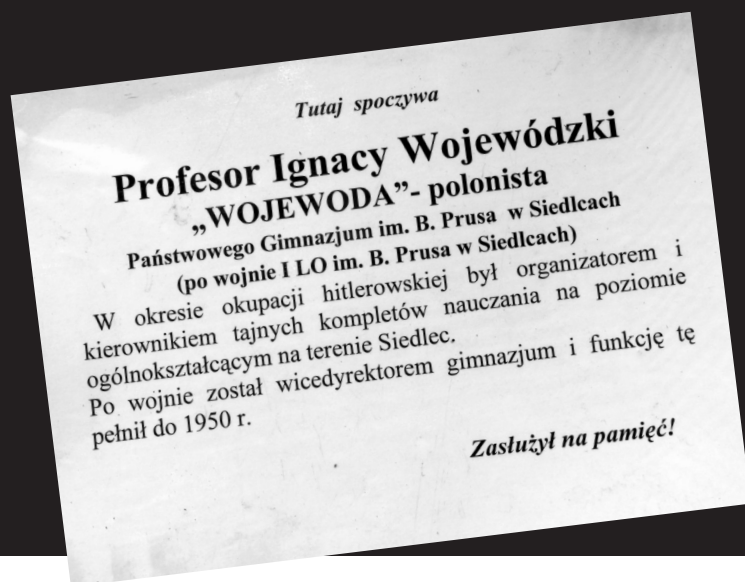 Tutaj spoczywa
Profesor Ignacy Wojewódzki
„WOJEWODA”- polonista
Państwowego Gimnazjum im. B. Prusa w Siedlcach
(po wojnie I LO im. B. Prusa w Siedlcach)
W okresie okupacji hitlerowskiej był organizatorem i
kierownikiem tajnych kompletów nauczania na poziomie
ogólnokształcącym na terenie Siedlec.
Po wojnie został wicedyrektorem gimnazjum i funkcję tę
pełnił do 1950 r.
Zasłużył na pamięć!